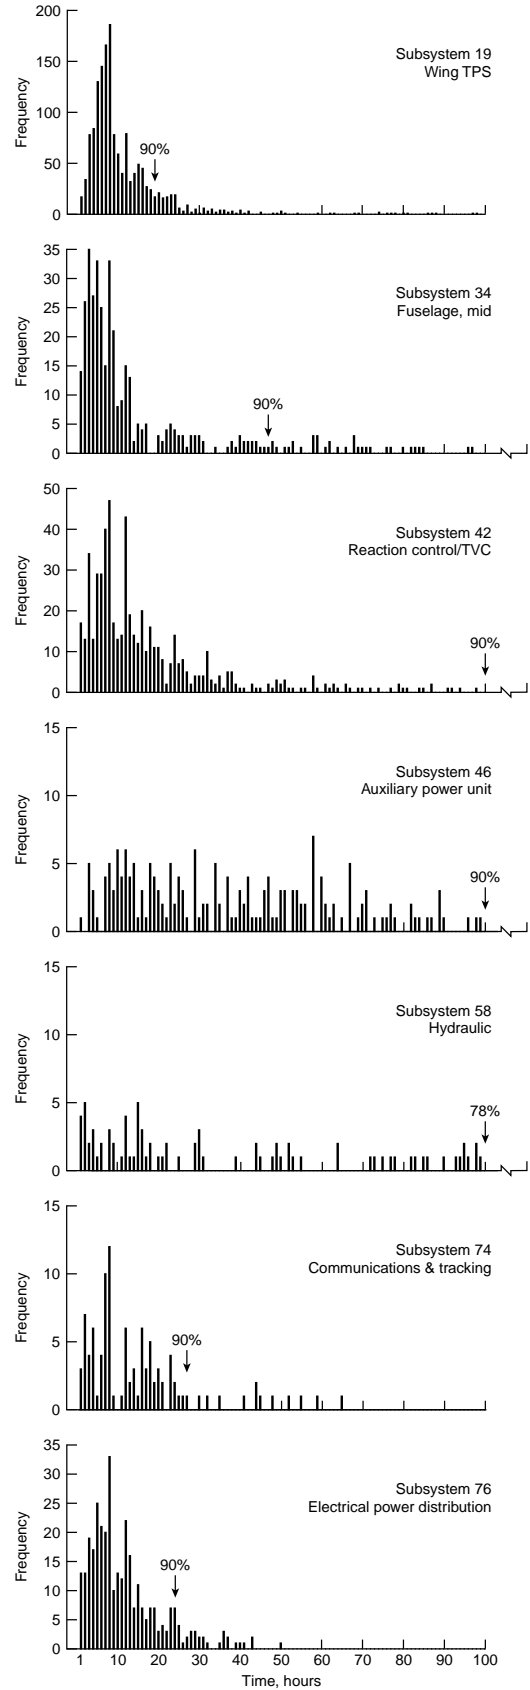 200
150
100
50
0
Frequency
Subsystem 19
Wing TPS
90%
35
30
25
20
15
10
5
0
Frequency
Subsystem 34
Fuselage, mid
90%
50
40
30
20
10
0
Frequency
Subsystem 42
Reaction control/TVC
90%
15
10
5
0
Frequency
Subsystem 46
Auxiliary power unit
90%
15
10
5
0
Frequency
Subsystem 58
Hydraulic
78%
15
10
5
0
Frequency
Subsystem 74
Communications & tracking
90%
35
30
25
20
15
10
5
0
Frequency
Subsystem 76
Electrical power distribution
90%
1 10 20 30 40 50 60 70 80 90 100
Time, hours